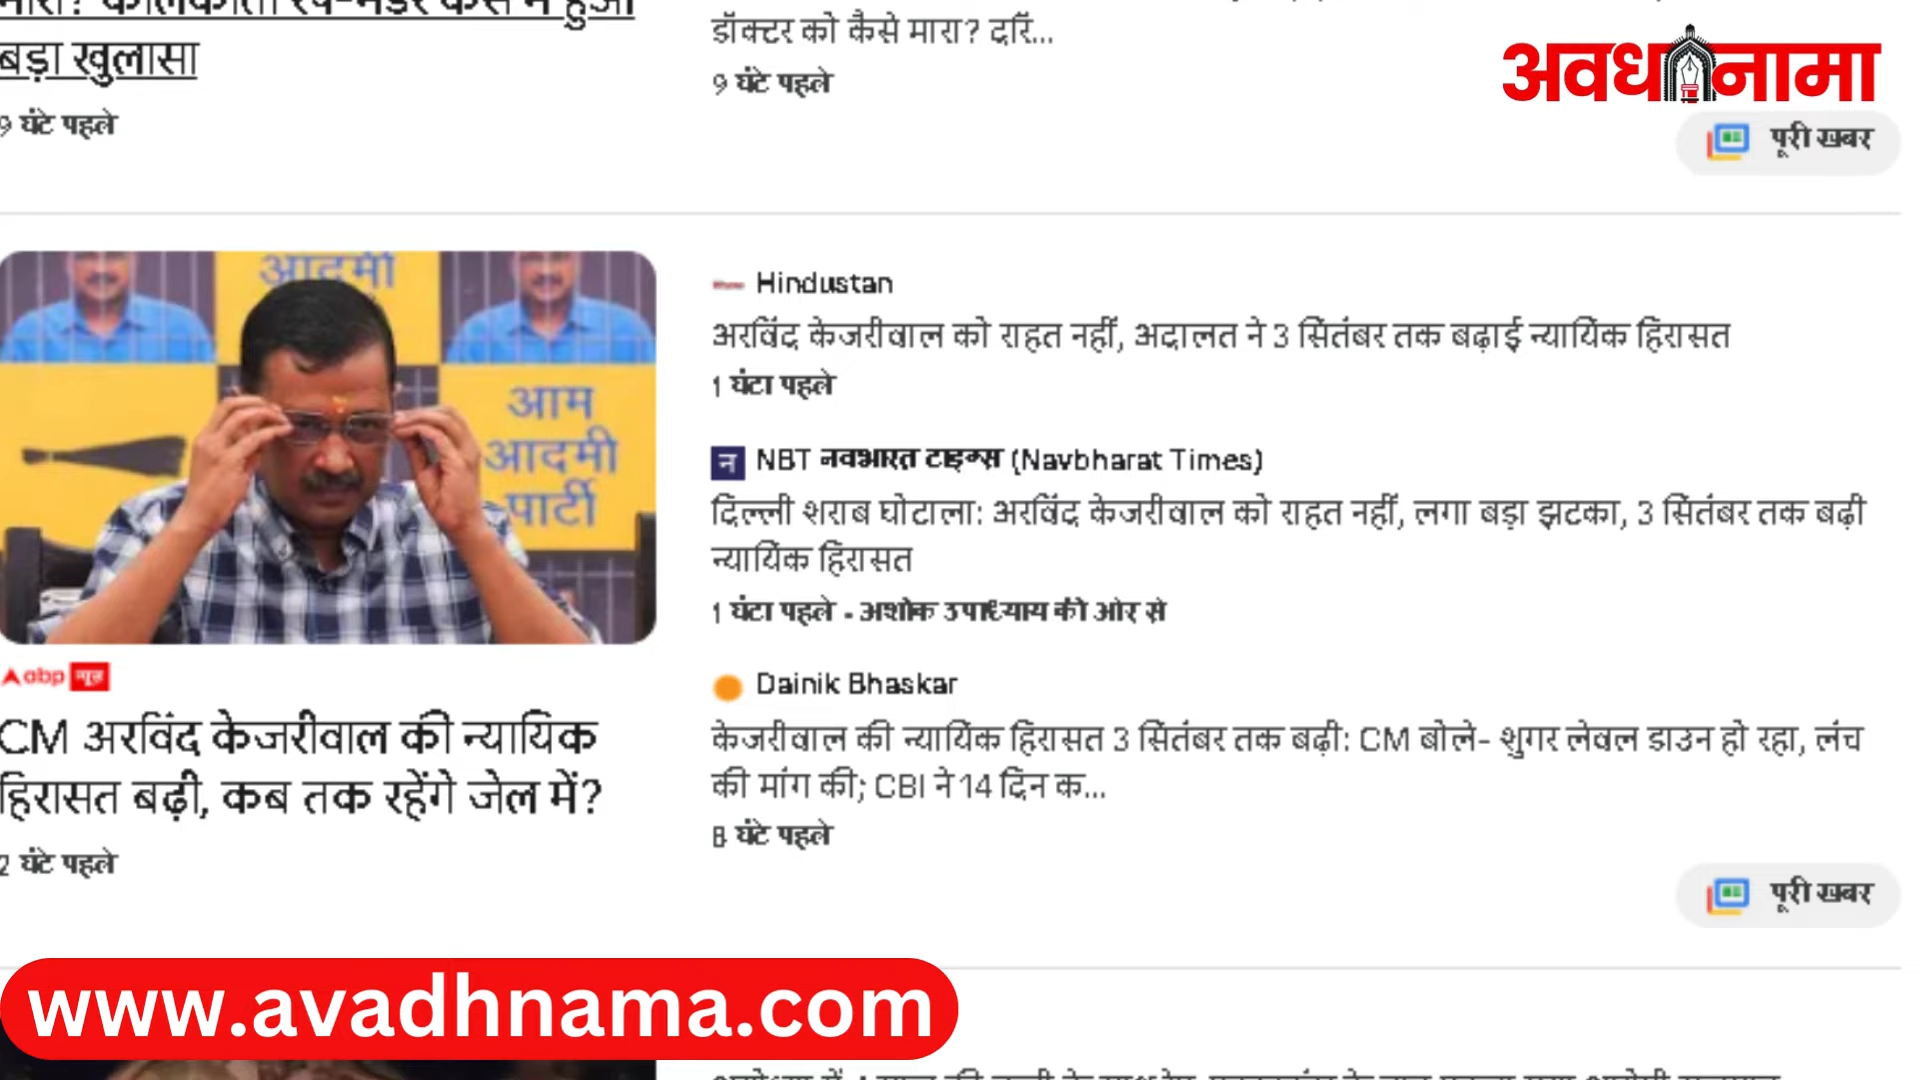 बड़ा खुलासा
9 घंटे पहले
डॉक्टर को कैसे मारा? दरिं...
9 घंटे पहले
अवधनामा
पूरी खबर
आदमी
आम
आदमी
पार्टी
abp न्यूज़
CM अरविंद केजरीवाल की न्यायिक
हिरासत बढ़ी, कब तक रहेंगे जेल में?
2 घंटे पहले
Hindustan
अरविंद केजरीवाल को राहत नहीं, अदालत ने 3 सितंबर तक बढ़ाई न्यायिक हिरासत
1 घंटा पहले
न NBT नवभारत टाइम्स (Navbharat Times)
दिल्ली शराब घोटाला: अरविंद केजरीवाल को राहत नहीं, लगा बड़ा झटका, 3 सितंबर तक बढ़ी
न्यायिक हिरासत
1 घंटा पहले • अशोक उपाध्याय की ओर से
Dainik Bhaskar
केजरीवाल की न्यायिक हिरासत 3 सितंबर तक बढ़ी: CM बोले- शुगर लेवल डाउन हो रहा, लंच
की मांग की; CBI ने 14 दिन क...
8 घंटे पहले
पूरी खबर
www.avadhnama.com